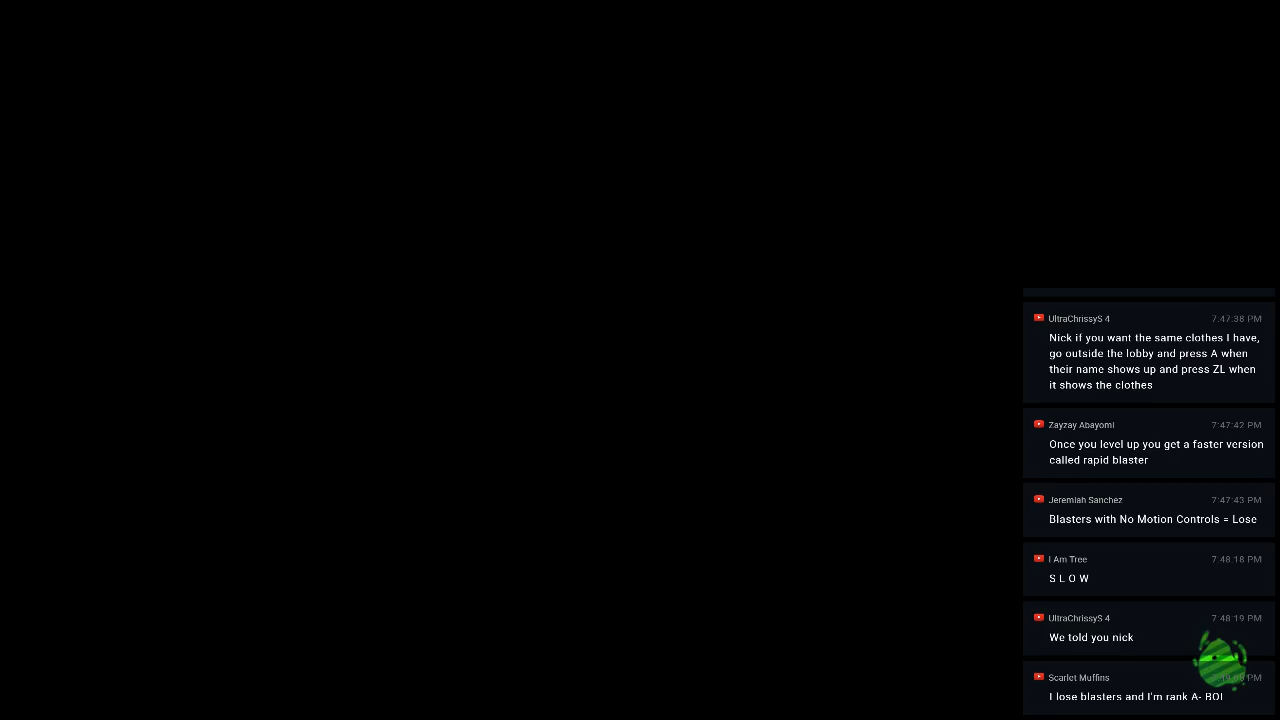 UltraChrissyS 4 7:47:38 PM
Nick if you want the same clothes I have,
go outside the lobby and press A when
their name shows up and press ZL when
it shows the clothes
Zayzay Abayomi 7:47:42 PM
Once you level up you get a faster version
called rapid blaster
Jeremiah Sanchez 7:47:43 PM
Blasters with No Motion Controls = Lose
I Am Tree 7:48:18 PM
S L O W
UltraChrissyS 4 7:48:19 PM
We told you nick
Scarlet Muffins PM
I lose blasters and I'm rank A- BOI